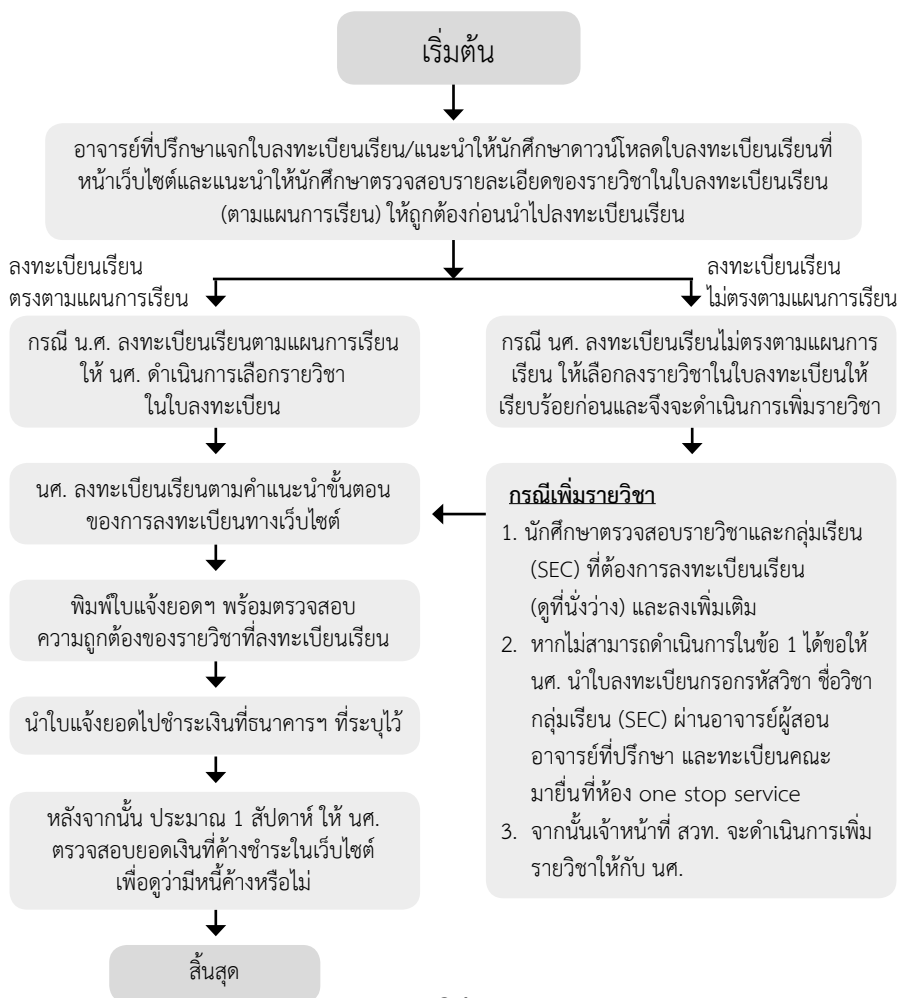 เริ่มต้น
อาจารย์ที่ปรึกษาแจกใบลงทะเบียนเรียน/แนะนำให้นักศึกษาดาวน์โหลดใบลงทะเบียนเรียนที่
หน้าเว็บไซต์และแนะนำให้นักศึกษาตรวจสอบรายละเอียดของรายวิชาในใบลงทะเบียนเรียน
(ตามแผนการเรียน) ให้ถูกต้องก่อนนำไปลงทะเบียนเรียน
ลงทะเบียนเรียน
ตรงตามแผนการเรียน
ลงทะเบียนเรียน
ไม่ตรงตามแผนการเรียน
กรณี น.ศ. ลงทะเบียนเรียนตามแผนการเรียน
ให้ นศ. ดำเนินการเลือกรายวิชา
ในใบลงทะเบียน
กรณี นศ. ลงทะเบียนเรียนไม่ตรงตามแผนการ
เรียน ให้เลือกลงรายวิชาในใบลงทะเบียนให้
เรียบร้อยก่อนและจึงจะดำเนินการเพิ่มรายวิชา
นศ. ลงทะเบียนเรียนตามคำแนะนำขั้นตอน
ของการลงทะเบียนทางเว็บไซต์
พิมพ์ใบแจ้งยอดฯ พร้อมตรวจสอบ
ความถูกต้องของรายวิชาที่ลงทะเบียนเรียน
นำใบแจ้งยอดไปชำระเงินที่ธนาคารฯ ที่ระบุไว้
หลังจากนั้น ประมาณ 1 สัปดาห์ ให้ นศ.
ตรวจสอบยอดเงินที่ค้างชำระในเว็บไซต์
เพื่อดูว่ามีหนี้ค้างหรือไม่
กรณีเพิ่มรายวิชา
1. นักศึกษาตรวจสอบรายวิชาและกลุ่มเรียน
(SEC) ที่ต้องการลงทะเบียนเรียน
(ดูที่นั่งว่าง) และลงเพิ่มเติม
2. หากไม่สามารถดำเนินการในข้อ 1 ได้ขอให้
นศ. นำใบลงทะเบียนกรอกรหัสวิชา ชื่อวิชา
กลุ่มเรียน (SEC) ผ่านอาจารย์ผู้สอน
อาจารย์ที่ปรึกษา และทะเบียนคณะ
มายื่นที่ห้อง one stop service
3. จากนั้นเจ้าหน้าที่ สวท. จะดำเนินการเพิ่ม
รายวิชาให้กับ นศ.
สิ้นสุด